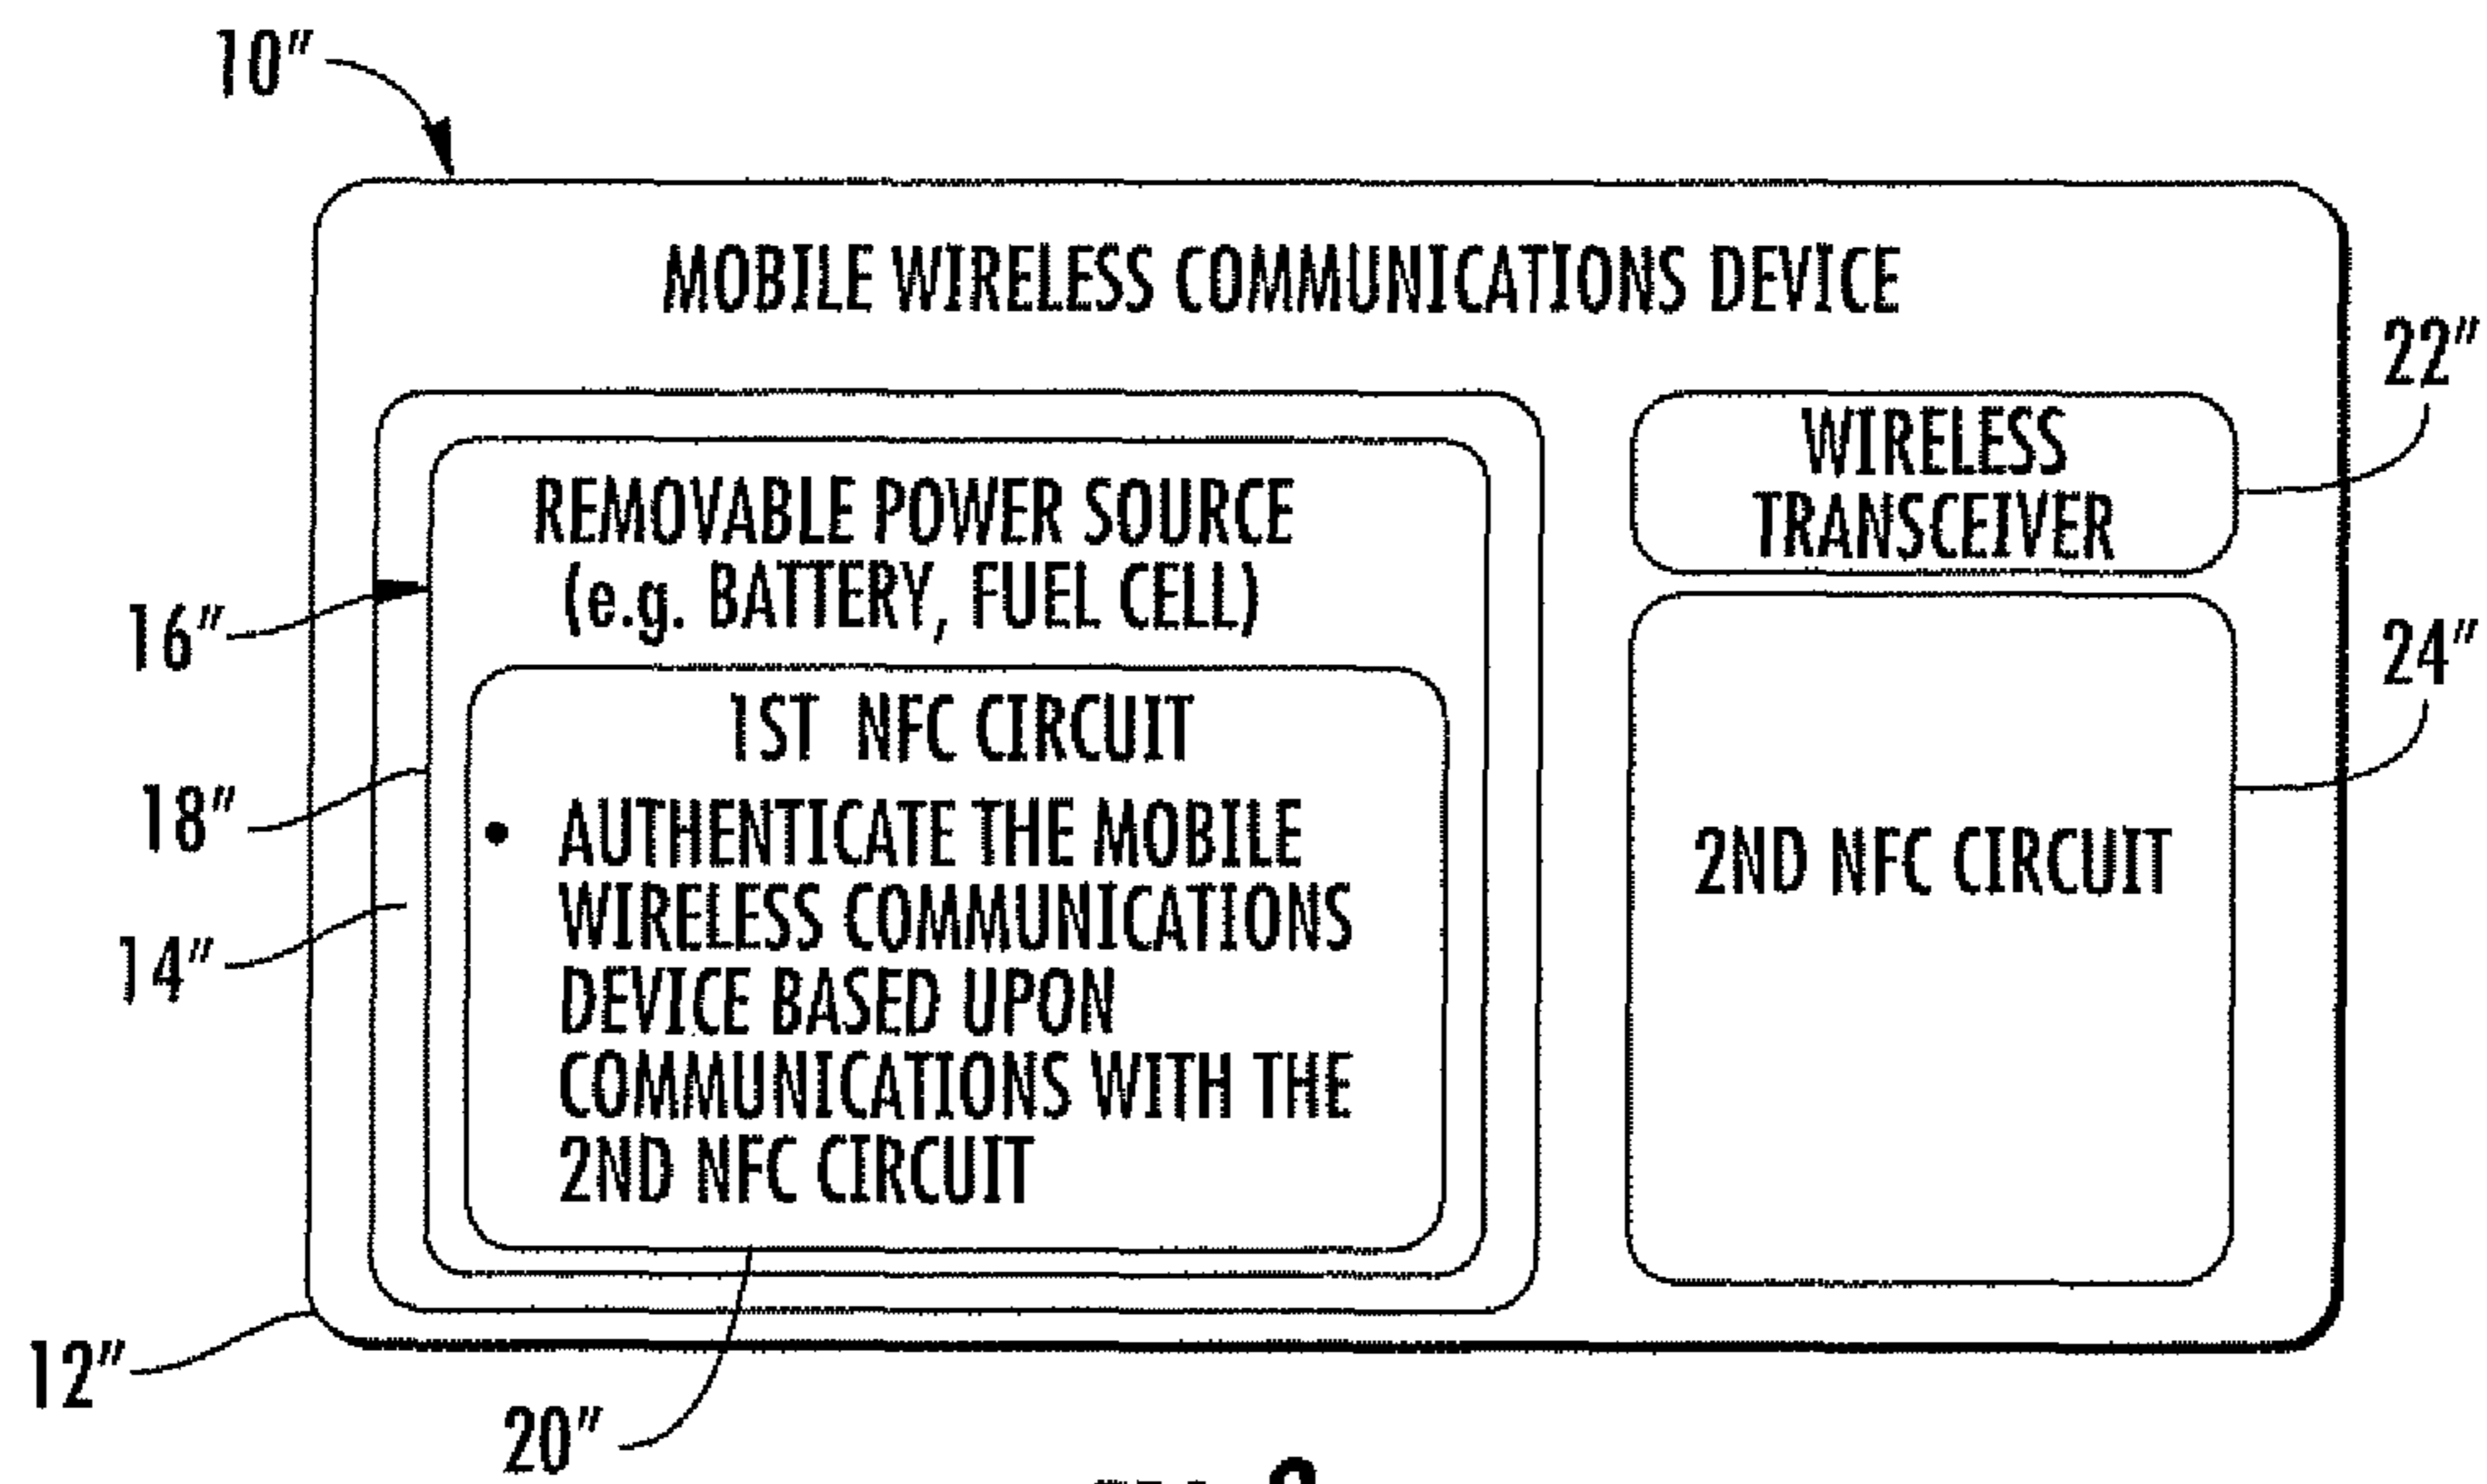 10"
MOBILE WIRELESS COMMUNICATIONS DEVICE
22"
WIRELESS
TRANSCEIVER
REMOVABLE POWER SOURCE
(e.g. BATTERY, FUEL CELL)
16"
24"
1ST NFC CIRCUIT
18"
• AUTHENTICATE THE MOBILE
WIRELESS COMMUNICATIONS
DEVICE BASED UPON
COMMUNICATIONS WITH THE
2ND NFC CIRCUIT
2ND NFC CIRCUIT
14"
12"
20"